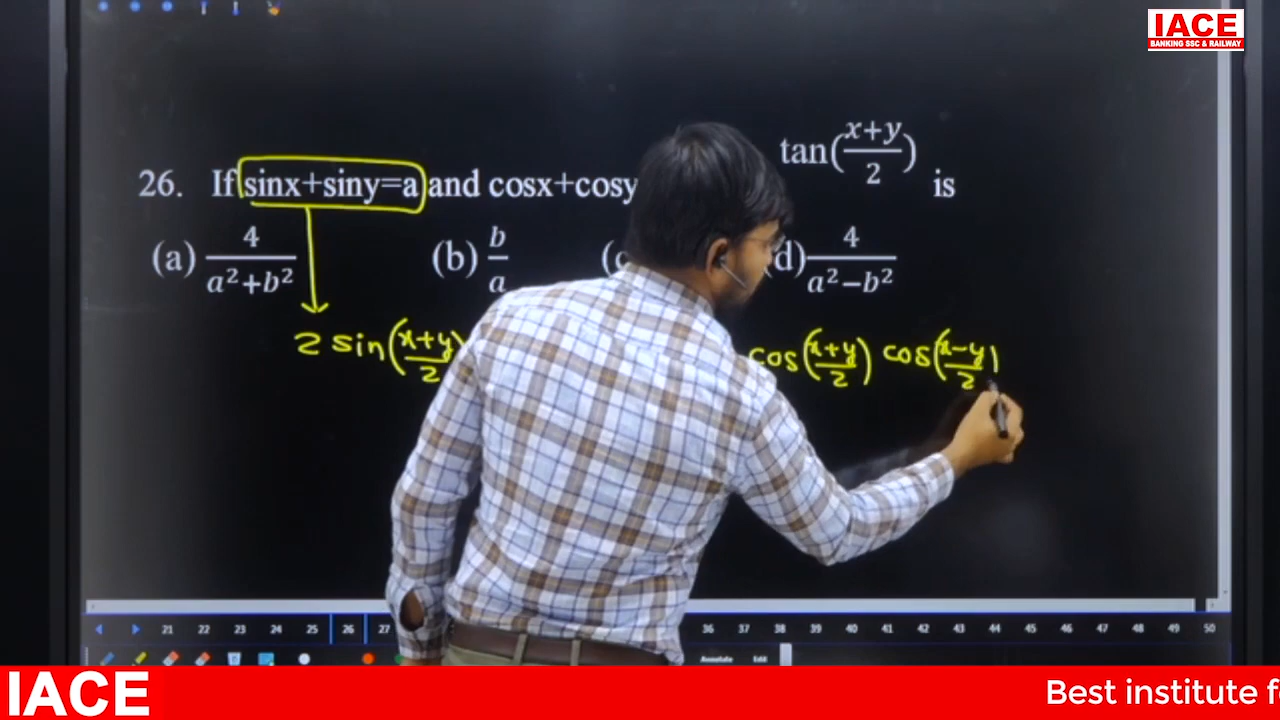 IACE
BANKING SSC & RAILWAY
26. If sinx+siny=a and cosx+cosy tan(x+y/2) is
(a) 4/a²+b² (b) b/a (c d) 4/a²−b²
2 sin(x+y/2 cos(x+y/2) cos(x−y/2)
21 22 23 24 25 26 27 36 37 38 39 40 41 42 43 44 45 46 47 48 49 50
Annotate Edit
IACE Best institute f